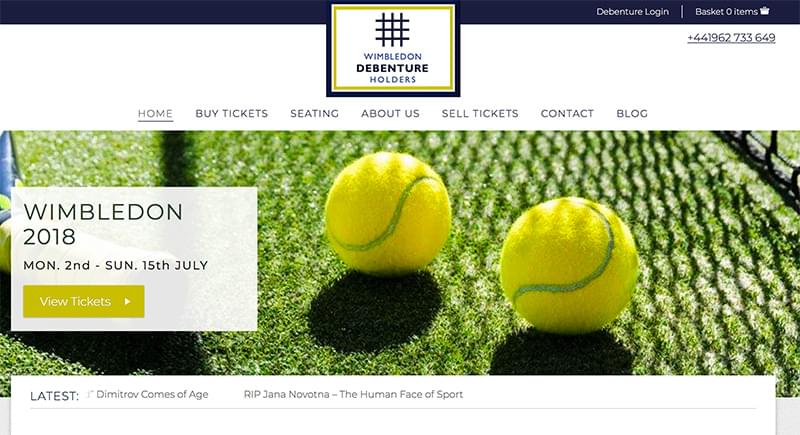 Debenture Login
Basket 0 items
+441962 733 649
WIMBLEDON
DEBENTURE
HOLDERS
HOME BUY TICKETS SEATING ABOUT US SELL TICKETS CONTACT BLOG
WIMBLEDON
2018
MON. 2nd - SUN. 15th JULY
View Tickets
LATEST: Dimitrov Comes of Age RIP Jana Novotna – The Human Face of Sport